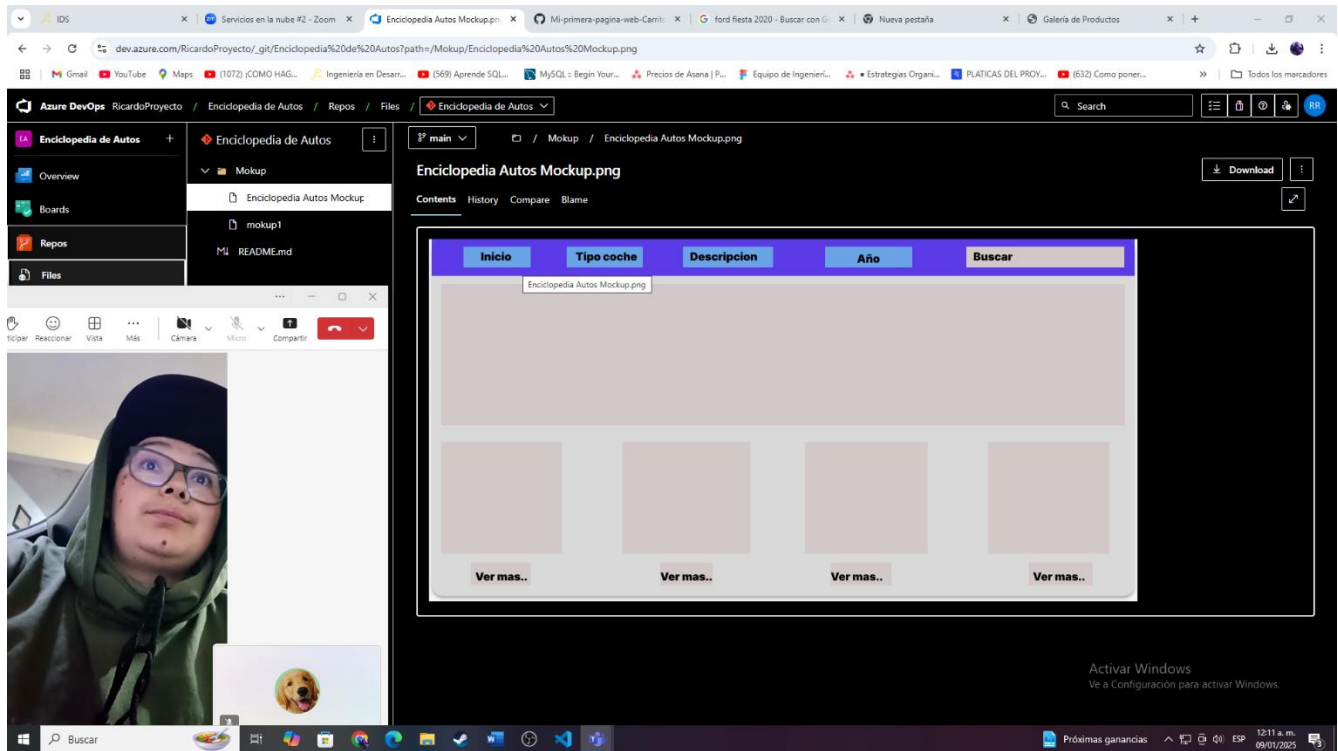 IDS
Servicios en la nube #2 - Zoom
Enciclopedia Autos Mockup.pn
Mi-primera-pagina-web-Carrit
ford fiesta 2020 - Buscar con G
Nueva pestaña
Galería de Productos
dev.azure.com/RicardoProyecto/_git/Enciclopedia%20de%20Autos?path=/Mokup/Enciclopedia%20Autos%20Mockup.png
Gmail
YouTube
Maps
(1072) ¡COMO HAG...
Ingeniería en Desarr...
(569) Aprende SQL...
MySQL :: Begin Your...
Precios de Asana | P...
Equipo de Ingenierí...
• Estrategias Organi...
PLATICAS DEL PROY...
(632) Como poner...
»
Todos los marcadores
Azure DevOps RicardoProyecto / Enciclopedia de Autos / Repos / Files / Enciclopedia de Autos
Search
RR
EA Enciclopedia de Autos +
Overview
Boards
Repos
Files
Enciclopedia de Autos
Mokup
Enciclopedia Autos Mockup
mokup1
README.md
main
/ Mokup / Enciclopedia Autos Mockup.png
Enciclopedia Autos Mockup.png
Download
Contents History Compare Blame
Inicio
Tipo coche
Descripcion
Año
Buscar
Enciclopedia Autos Mockup.png
Ver mas..
Ver mas..
Ver mas..
Ver mas..
ticipar
Reaccionar
Vista
Más
Cámara
Micro
Compartir
Activar Windows
Ve a Configuración para activar Windows.
Buscar
Próximas ganancias
ESP
12:11 a. m.
09/01/2025